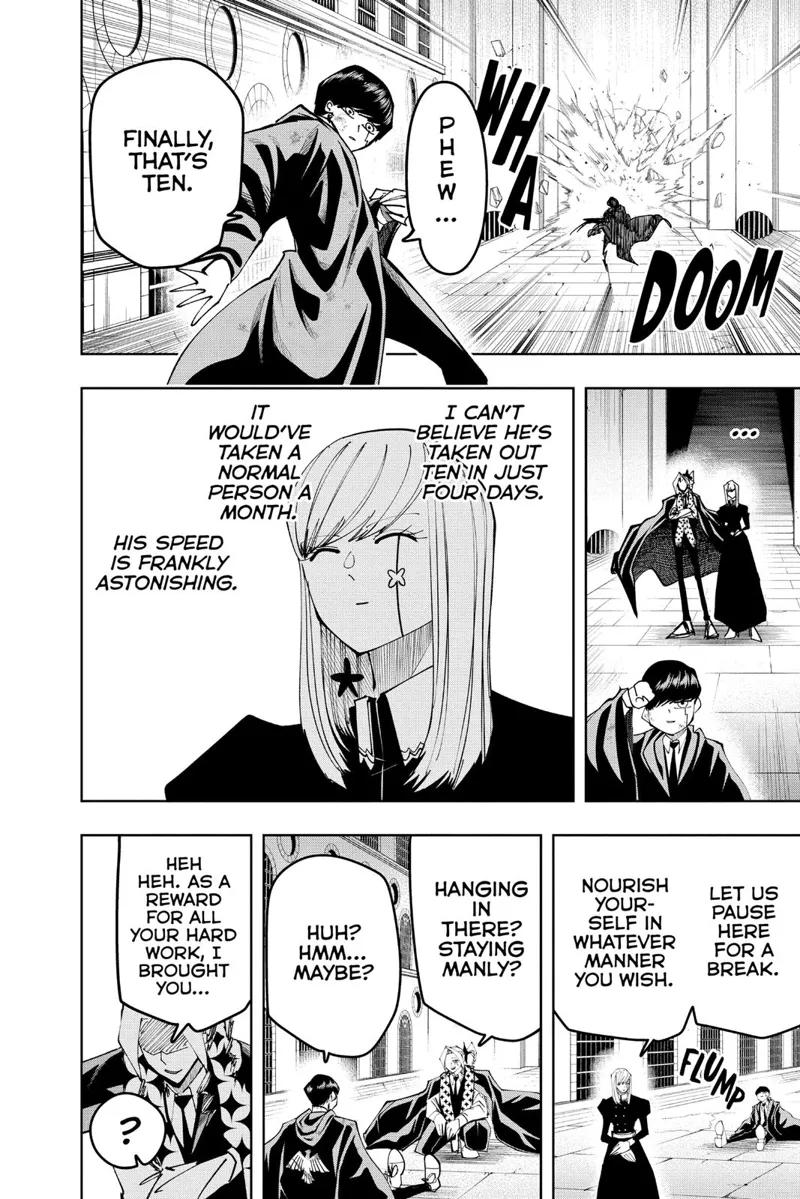 WHA
DOOM
PHEW...
FINALLY,
THAT'S
TEN.
...
I CAN'T
BELIEVE HE'S
TAKEN OUT
TEN IN JUST
FOUR DAYS.
IT
WOULD'VE
TAKEN A
NORMAL
PERSON A
MONTH.
HIS SPEED
IS FRANKLY
ASTONISHING.
LET US
PAUSE
HERE
FOR A
BREAK.
NOURISH
YOUR-
SELF IN
WHATEVER
MANNER
YOU WISH.
FLUMP
HANGING
IN
THERE?
STAYING
MANLY?
HUH?
HMM...
MAYBE?
HEH
HEH. AS A
REWARD
FOR ALL
YOUR HARD
WORK, I
BROUGHT
YOU...
?